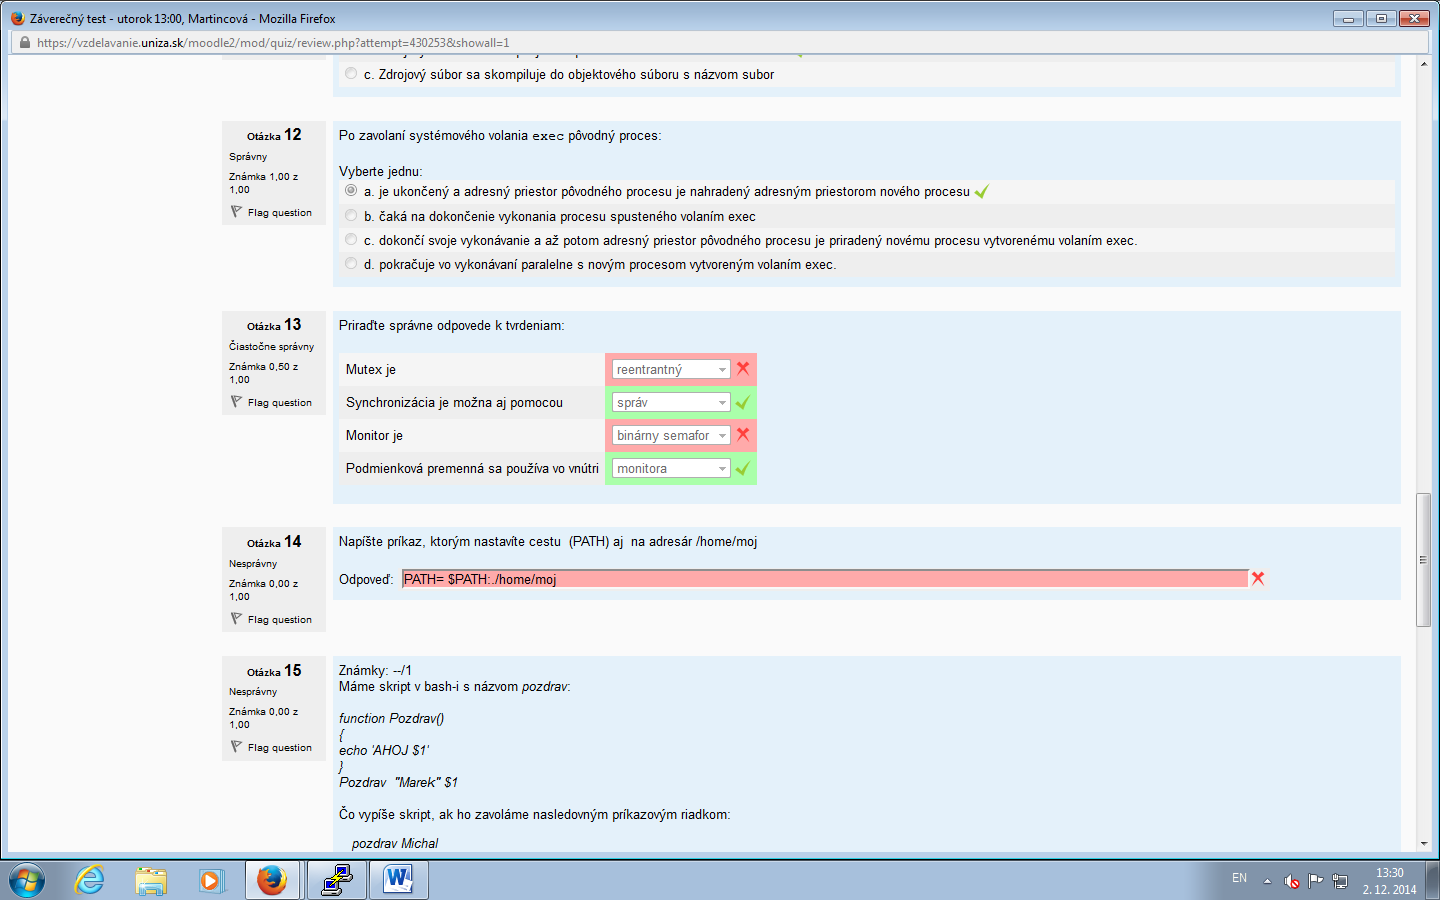 Záverečný test - utorok 13:00, Martincová - Mozilla Firefox
https://vzdelavanie.uniza.sk/moodle2/mod/quiz/review.php?attempt=430253&showall=1
c. Zdrojový súbor sa skompiluje do objektového súboru s názvom subor
Otázka 12
Správny
Známka 1,00 z
1,00
Flag question
Po zavolaní systémového volania exec pôvodný proces:
Vyberte jednu:
a. je ukončený a adresný priestor pôvodného procesu je nahradený adresným priestorom nového procesu
b. čaká na dokončenie vykonania procesu spusteného volaním exec
c. dokončí svoje vykonávanie a až potom adresný priestor pôvodného procesu je priradený novému procesu vytvorenému volaním exec.
d. pokračuje vo vykonávaní paralelne s novým procesom vytvoreným volaním exec.
Otázka 13
Čiastočne správny
Známka 0,50 z
1,00
Flag question
Priraďte správne odpovede k tvrdeniam:
Mutex je reentrantný
Synchronizácia je možna aj pomocou správ
Monitor je binárny semafor
Podmienková premenná sa používa vo vnútri monitora
Otázka 14
Nesprávny
Známka 0,00 z
1,00
Flag question
Napíšte príkaz, ktorým nastavíte cestu (PATH) aj na adresár /home/moj
Odpoveď: PATH= $PATH:./home/moj
Otázka 15
Nesprávny
Známka 0,00 z
1,00
Flag question
Známky: --/1
Máme skript v bash-i s názvom pozdrav:
function Pozdrav()
{
echo 'AHOJ $1'
}
Pozdrav "Marek" $1
Čo vypíše skript, ak ho zavoláme nasledovným príkazovým riadkom:
pozdrav Michal
EN
13:30
2. 12. 2014